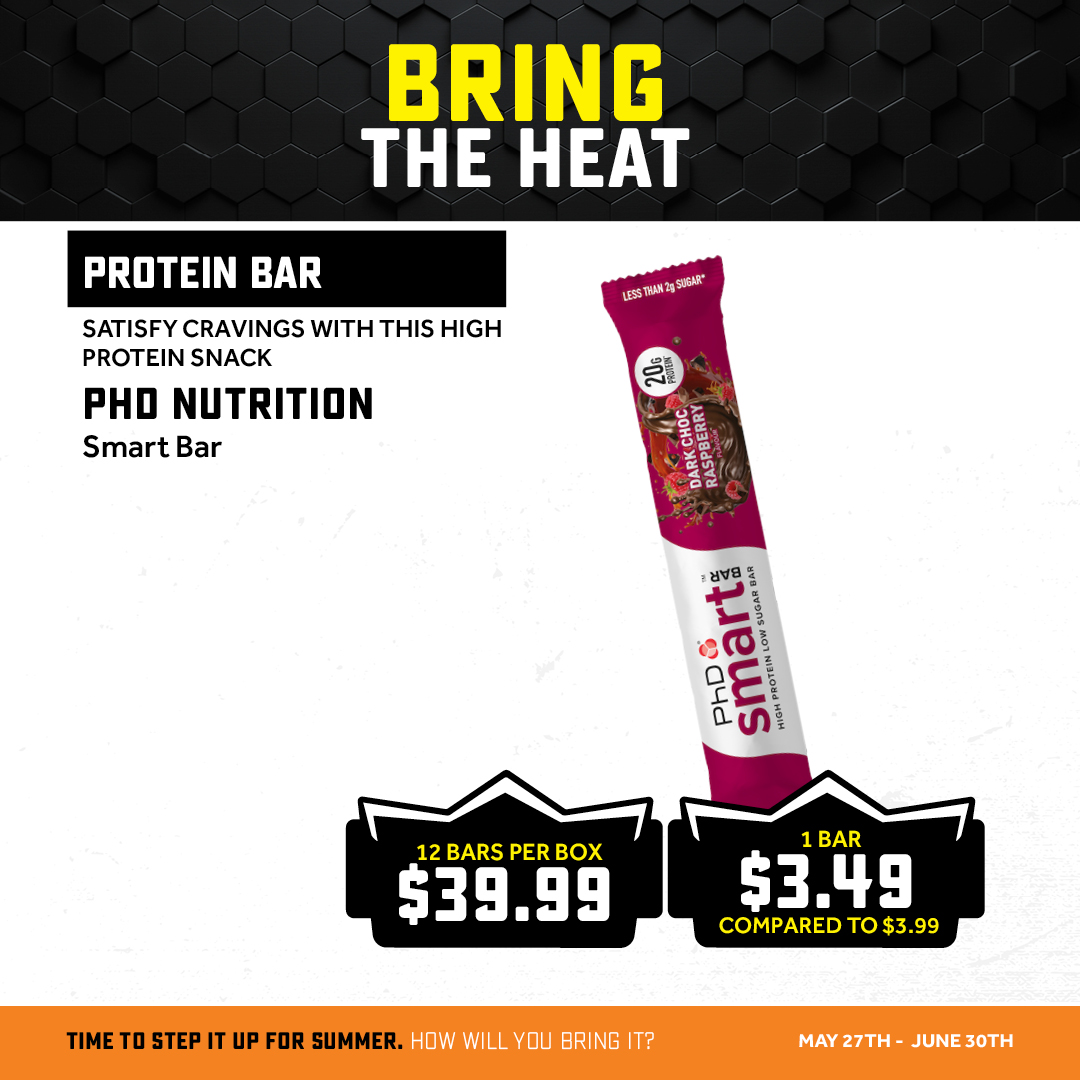 BRING
THE HEAT
PROTEIN BAR
SATISFY CRAVINGS WITH THIS HIGH
PROTEIN SNACK
PHD NUTRITION
Smart Bar
LESS THAN 2g SUGAR*
20G
PROTEIN*
DARK CHOC
RASPBERRY
FLAVOUR
PhD
smart
BAR™
HIGH PROTEIN LOW SUGAR BAR
12 BARS PER BOX
$39.99
1 BAR
$3.49
COMPARED TO $3.99
TIME TO STEP IT UP FOR SUMMER. HOW WILL YOU BRING IT?
MAY 27TH - JUNE 30TH